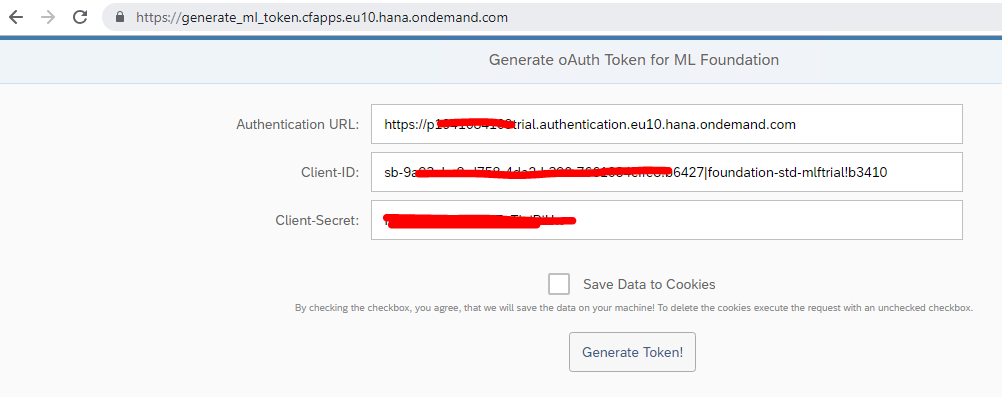 https://generate_ml_token.cfapps.eu10.hana.ondemand.com
Generate oAuth Token for ML Foundation
Authentication URL: https://p trial.authentication.eu10.hana.ondemand.com
Client-ID: sb-9a b6427|foundation-std-mlftrial!b3410
Client-Secret:
Save Data to Cookies
By checking the checkbox, you agree, that we will save the data on your machine! To delete the cookies execute the request with an unchecked checkbox.
Generate Token!